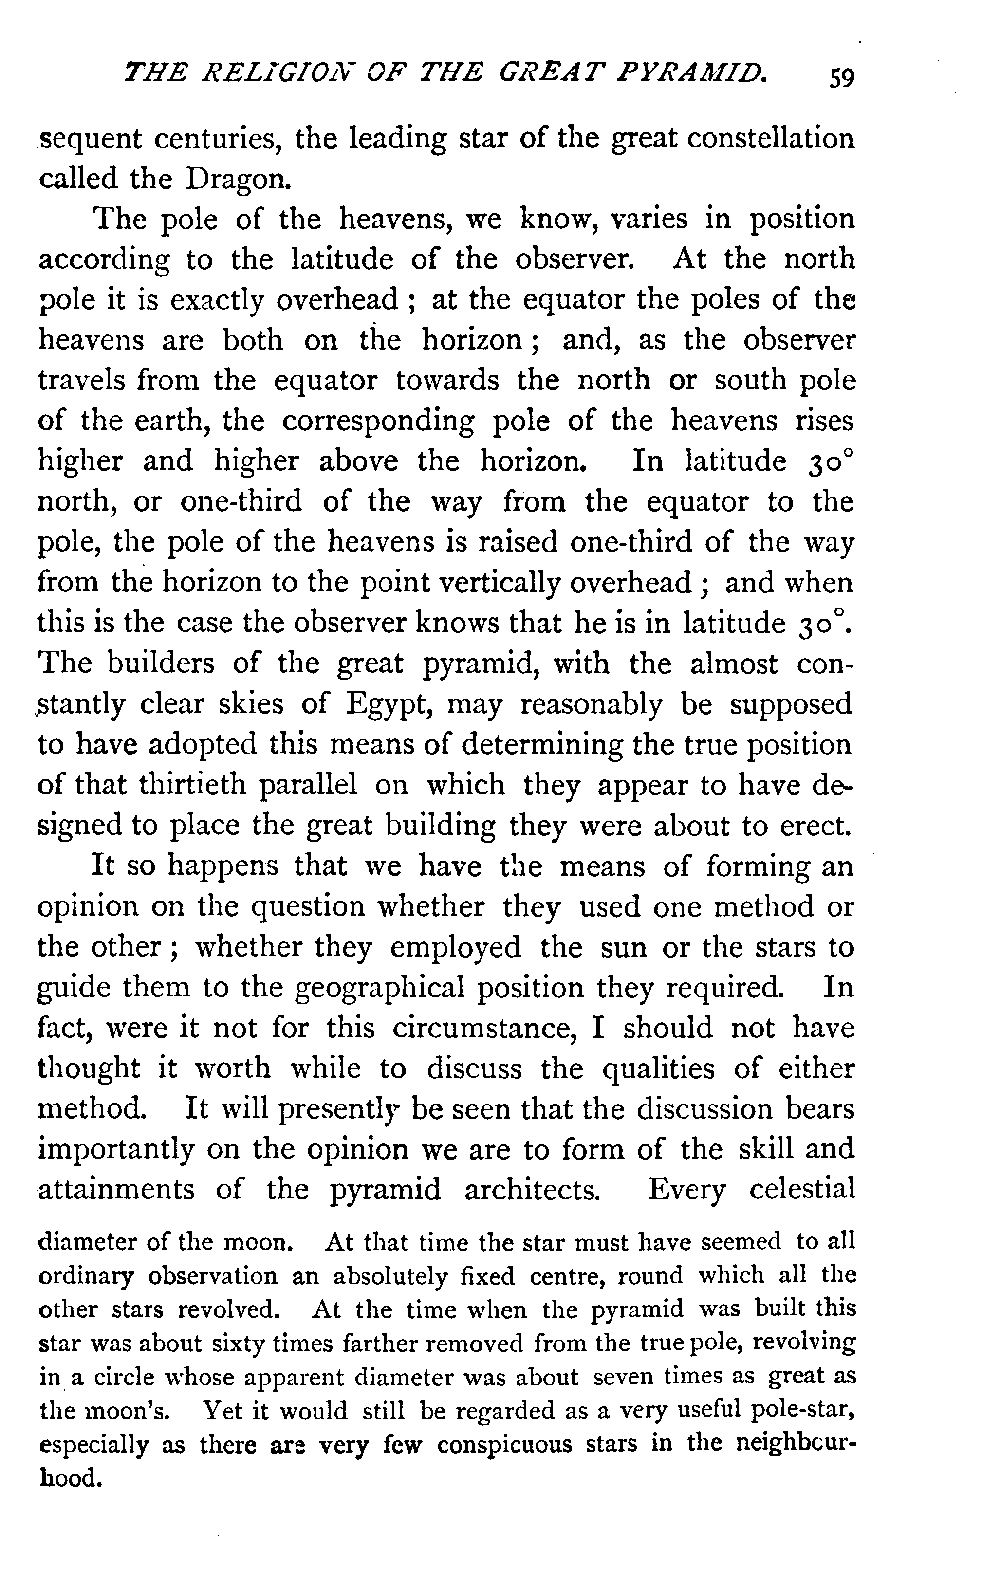 THE RELIGION OF THE GREAT PYRAMID. 59
sequent centuries, the leading star of the great constellation
called the Dragon.
The pole of the heavens, we know, varies in position
according to the latitude of the observer. At the north
pole it is exactly overhead ; at the equator the poles of the
heavens are both on the horizon ; and, as the observer
travels from the equator towards the north or south pole
of the earth, the corresponding pole of the heavens rises
higher and higher above the horizon. In latitude 30°
north, or one-third of the way from the equator to the
pole, the pole of the heavens is raised one-third of the way
from the horizon to the point vertically overhead ; and when
this is the case the observer knows that he is in latitude 30°.
The builders of the great pyramid, with the almost con-
stantly clear skies of Egypt, may reasonably be supposed
to have adopted this means of determining the true position
of that thirtieth parallel on which they appear to have de-
signed to place the great building they were about to erect.
It so happens that we have the means of forming an
opinion on the question whether they used one method or
the other ; whether they employed the sun or the stars to
guide them to the geographical position they required. In
fact, were it not for this circumstance, I should not have
thought it worth while to discuss the qualities of either
method. It will presently be seen that the discussion bears
importantly on the opinion we are to form of the skill and
attainments of the pyramid architects. Every celestial
diameter of the moon. At that time the star must have seemed to all
ordinary observation an absolutely fixed centre, round which all the
other stars revolved. At the time when the pyramid was built this
star was about sixty times farther removed from the true pole, revolving
in a circle whose apparent diameter was about seven times as great as
the moon's. Yet it would still be regarded as a very useful pole-star,
especially as there are very few conspicuous stars in the neighbour-
hood.